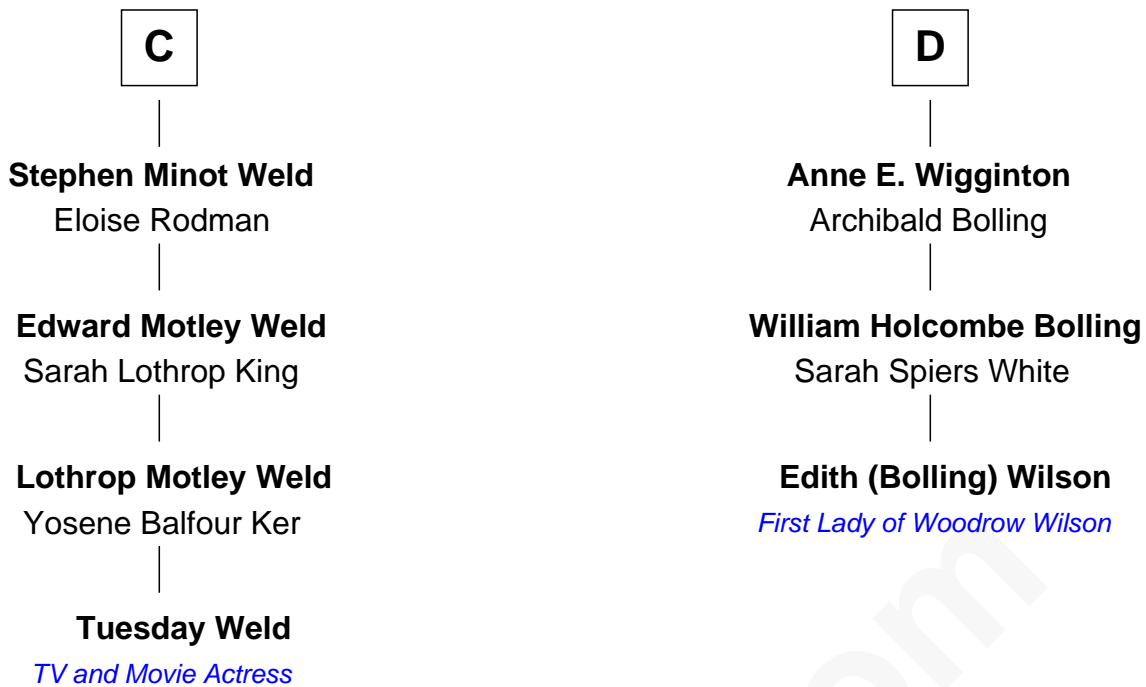 C
Stephen Minot Weld
Eloise Rodman
Edward Motley Weld
Sarah Lothrop King
Lothrop Motley Weld
Yosene Balfour Ker
Tuesday Weld
TV and Movie Actress
D
Anne E. Wigginton
Archibald Bolling
William Holcombe Bolling
Sarah Spiers White
Edith (Bolling) Wilson
First Lady of Woodrow Wilson
om